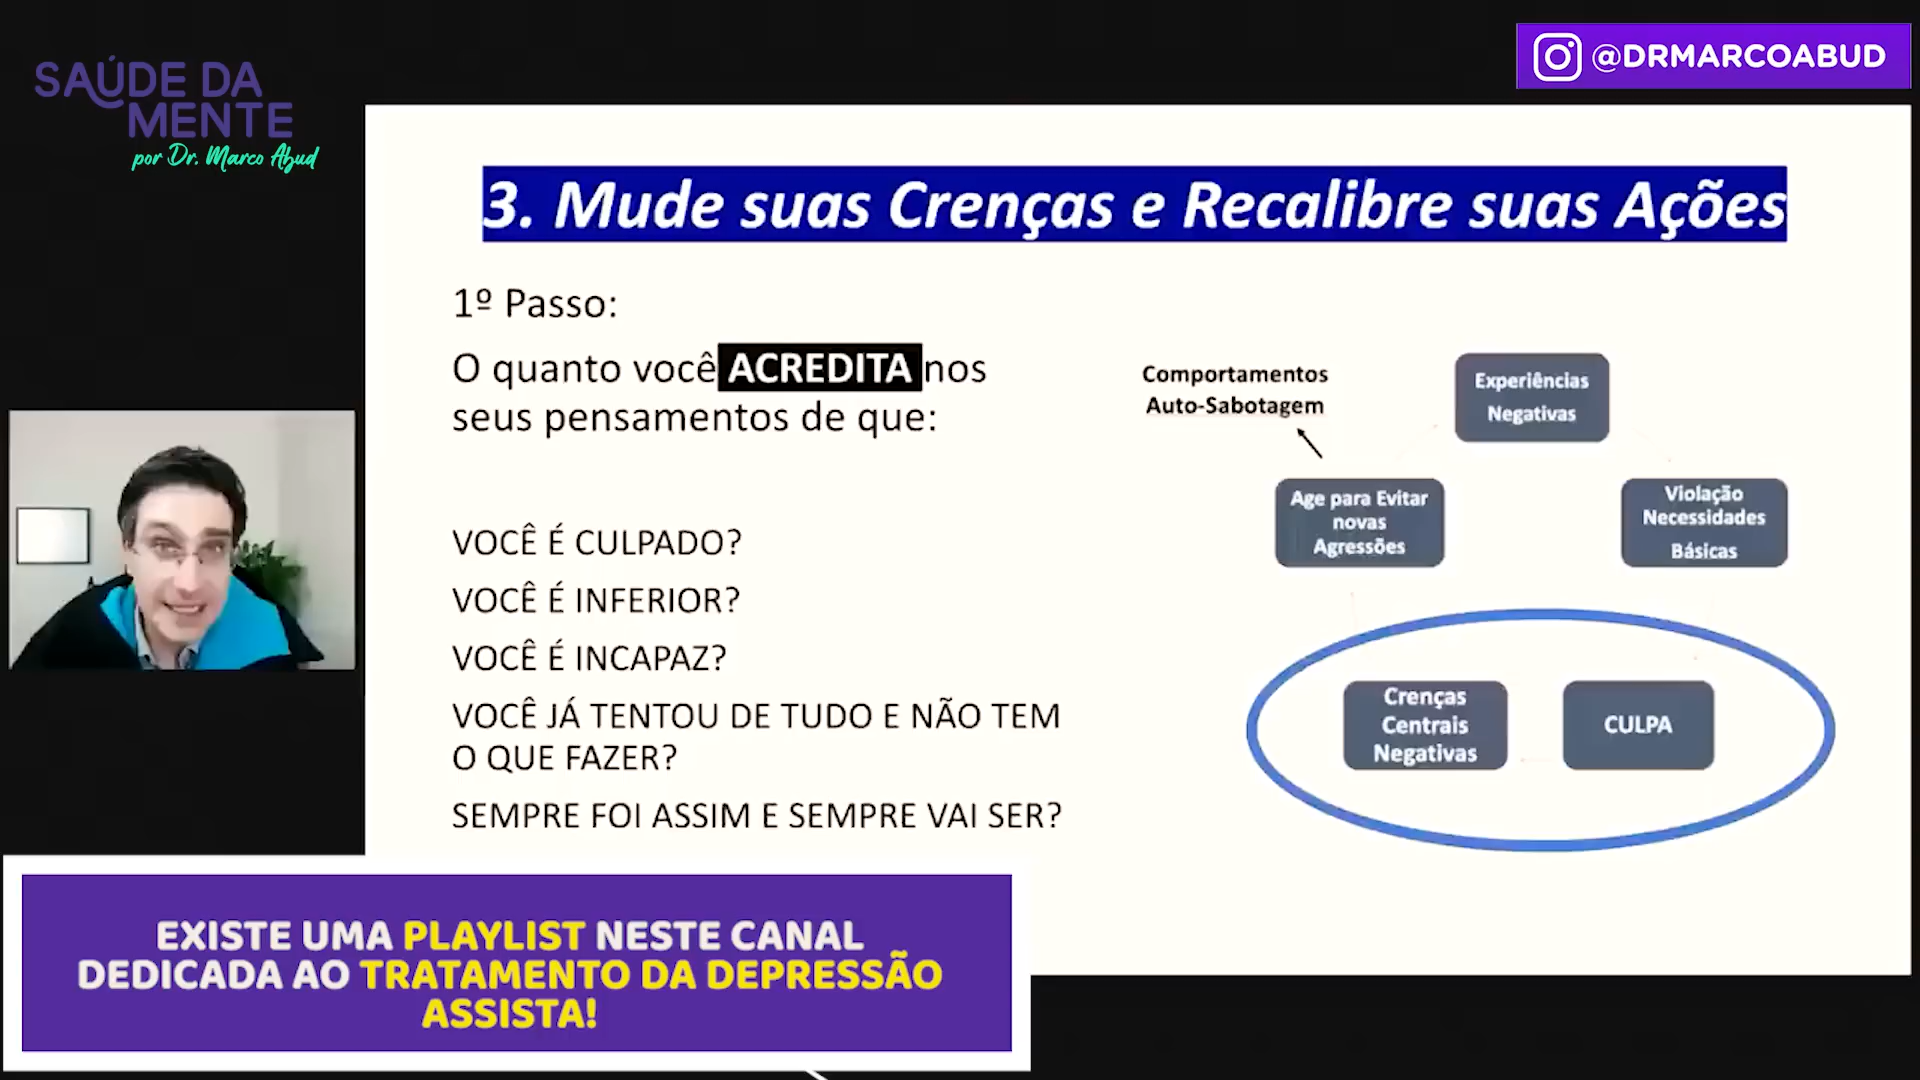 SAÚDE DA
MENTE
por Dr. Marco Abud
@DRMARCOABUD
3. Mude suas Crenças e Recalibre suas Ações
1º Passo:
O quanto você ACREDITA nos
seus pensamentos de que:
VOCÊ É CULPADO?
VOCÊ É INFERIOR?
VOCÊ É INCAPAZ?
VOCÊ JÁ TENTOU DE TUDO E NÃO TEM
O QUE FAZER?
SEMPRE FOI ASSIM E SEMPRE VAI SER?
Comportamentos
Auto-Sabotagem
Experiências
Negativas
Age para Evitar
novas
Agressões
Violação
Necessidades
Básicas
Crenças
Centrais
Negativas
CULPA
EXISTE UMA PLAYLIST NESTE CANAL
DEDICADA AO TRATAMENTO DA DEPRESSÃO
ASSISTA!